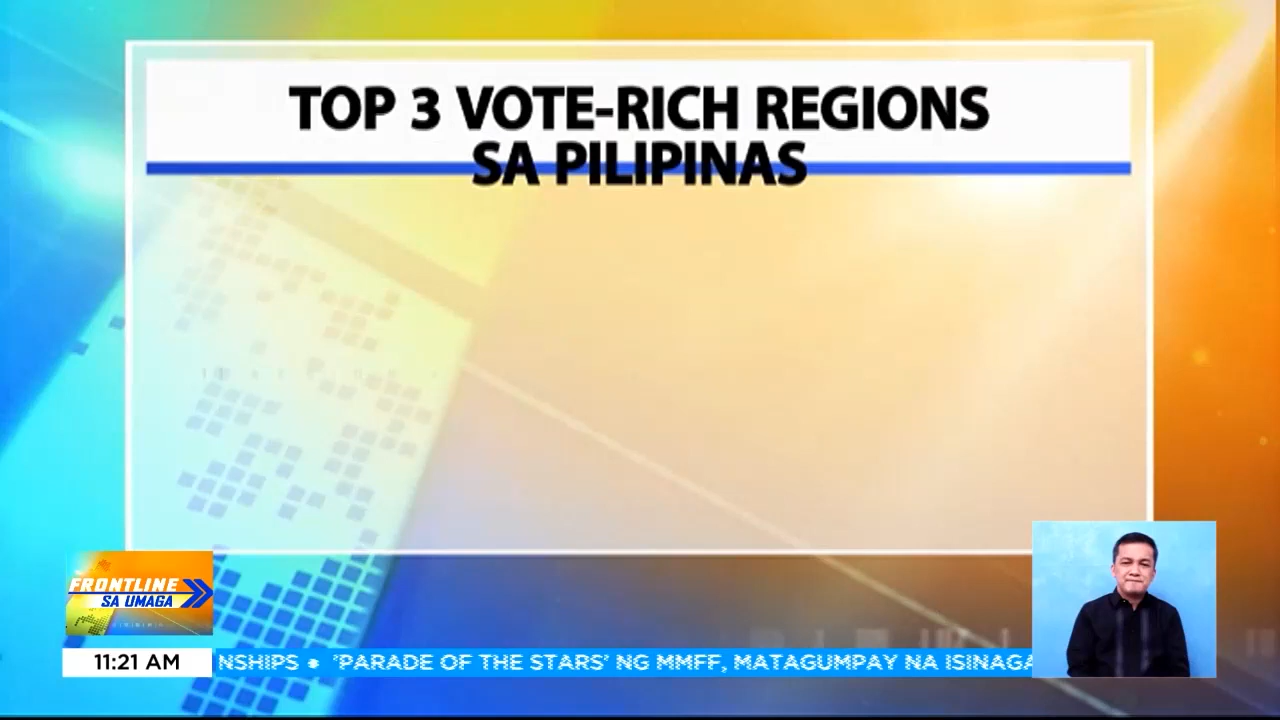 TOP 3 VOTE-RICH REGIONS
SA PILIPINAS
FRONTLINE
SA UMAGA
11:21 AM
NSHIPS • 'PARADE OF THE STARS' NG MMFF, MATAGUMPAY NA ISINAGA